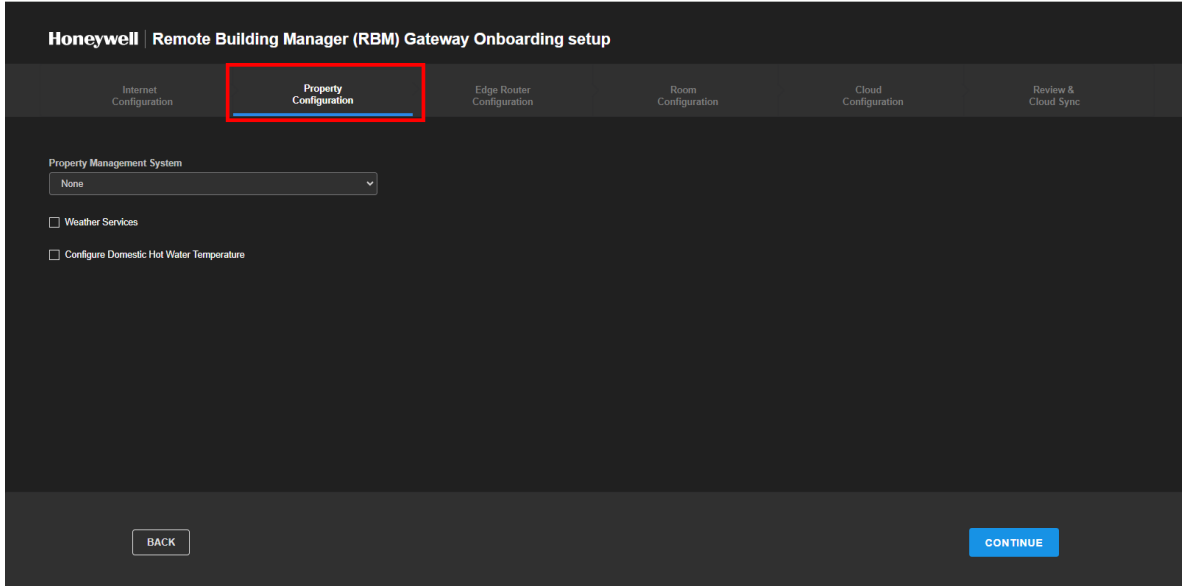 Honeywell | Remote Building Manager (RBM) Gateway Onboarding setup
Internet
Configuration
Property
Configuration
Edge Router
Configuration
Room
Configuration
Cloud
Configuration
Review &
Cloud Sync
Property Management System
None
Weather Services
Configure Domestic Hot Water Temperature
BACK
CONTINUE